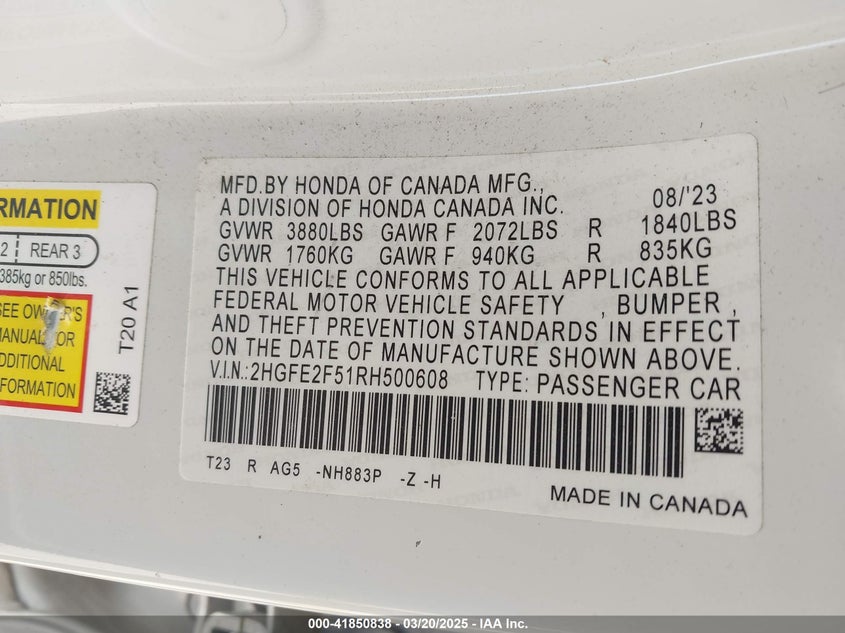 RMATION
2 REAR 3
385kg or 850lbs.
SEE OWNER'S
MANUAL FOR
ADDITIONAL
NFORMATION
T20 A1
MFD.BY HONDA OF CANADA MFG.,
A DIVISION OF HONDA CANADA INC. 08/'23
GVWR 3880LBS GAWR F 2072LBS R 1840LBS
GVWR 1760KG GAWR F 940KG R 835KG
THIS VEHICLE CONFORMS TO ALL APPLICABLE
FEDERAL MOTOR VEHICLE SAFETY , BUMPER ,
AND THEFT PREVENTION STANDARDS IN EFFECT
ON THE DATE OF MANUFACTURE SHOWN ABOVE.
V.I.N.:2HGFE2F51RH500608 TYPE: PASSENGER CAR
T23 R AG5 -NH883P -Z -H
MADE IN CANADA
000-41850838 - 03/20/2025 - IAA Inc.